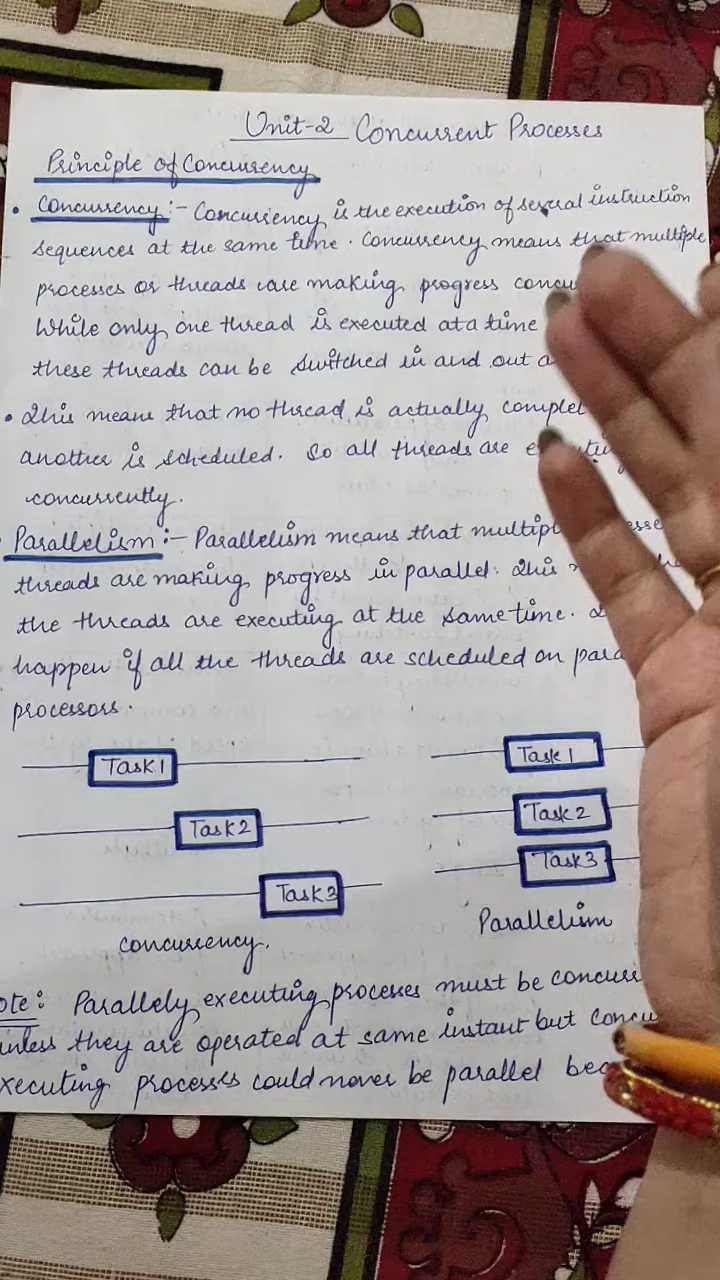 Unit-2 Concurrent Processes
Principle of Concurrency
• Concurrency :- Concurrency is the execution of several instruction
sequences at the same time. Concurrency means that multiple
processes or threads are making progress
While only one thread is executed at a time
these threads can be switched in and out
• This means that no thread is actually
another is scheduled. So all threads are
concurrently.
Parallelism :- Parallelism means that
threads are making progress in parallel. This
the threads are executing at the same time.
happen if all the threads are scheduled on
processors.
Task 1
Task 1
Task 2
Task 2
Task 3
Task 3
Parallelism
concurrency.
ote: Parallely executing processes must be
unless they are operated at same instant but
xecuting processes could never be parallel